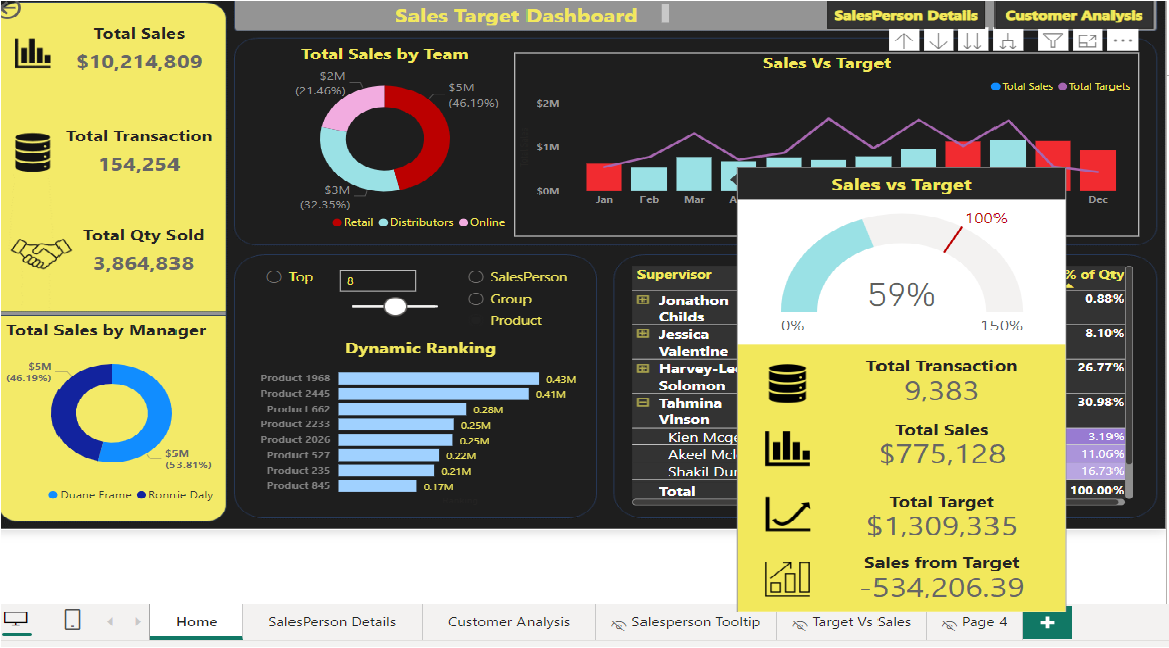 Sales Target Dashboard
SalesPerson Details
Customer Analysis
Total Sales
$10,214,809
Total Transaction
154,254
Total Qty Sold
3,864,838
Total Sales by Manager
$5M
(46.19%)
$5M
(53.81%)
Duane Frame Ronnie Daly
Total Sales by Team
$2M
(21.46%)
$5M
(46.19%)
$3M
(32.35%)
Retail Distributors Online
Sales Vs Target
Total Sales Total Targets
$2M
$1M
$0M
Jan Feb Mar Dec
Top
8
SalesPerson
Group
Product
Dynamic Ranking
Product 1968 0.43M
Product 2445 0.41M
Product 662 0.28M
Product 2233 0.25M
Product 2026 0.25M
Product 527 0.22M
Product 235 0.21M
Product 845 0.17M
Supervisor % of Qty
Jonathon 0.88%
Childs
Jessica 8.10%
Valentine
Harvey-Le 26.77%
Solomon
Tahmina 30.98%
Vinson
Kien 3.19%
Akeel 11.06%
Shakil 16.73%
Total 100.00%
Sales vs Target
100%
59%
0% 150%
Total Transaction
9,383
Total Sales
$775,128
Total Target
$1,309,335
Sales from Target
-534,206.39
Home
SalesPerson Details
Customer Analysis
Salesperson Tooltip
Target Vs Sales
Page 4
+